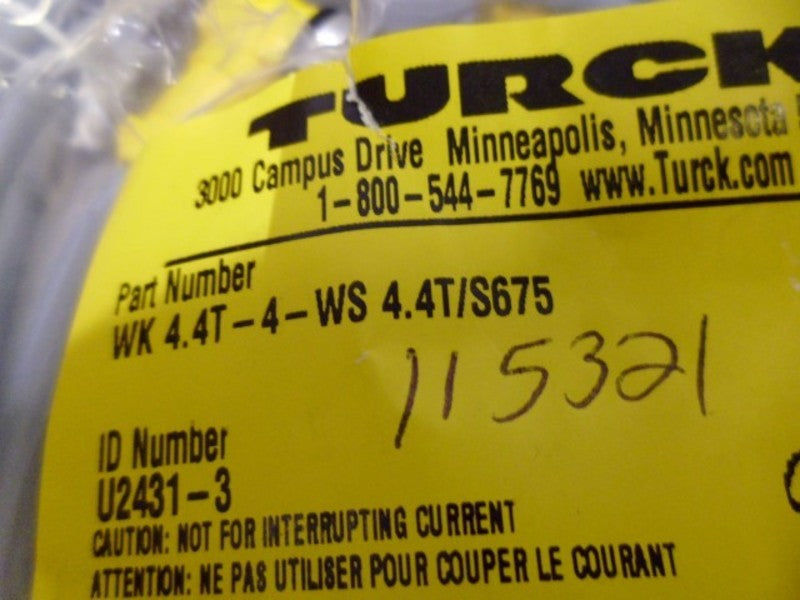 TURCK
3000 Campus Drive Minneapolis, Minnesota
1-800-544-7769 www.Turck.com
Part Number
WK 4.4T-4-WS 4.4T/S675
115321
ID Number
U2431-3
CAUTION: NOT FOR INTERRUPTING CURRENT
ATTENTION: NE PAS UTILISER POUR COUPER LE COURANT